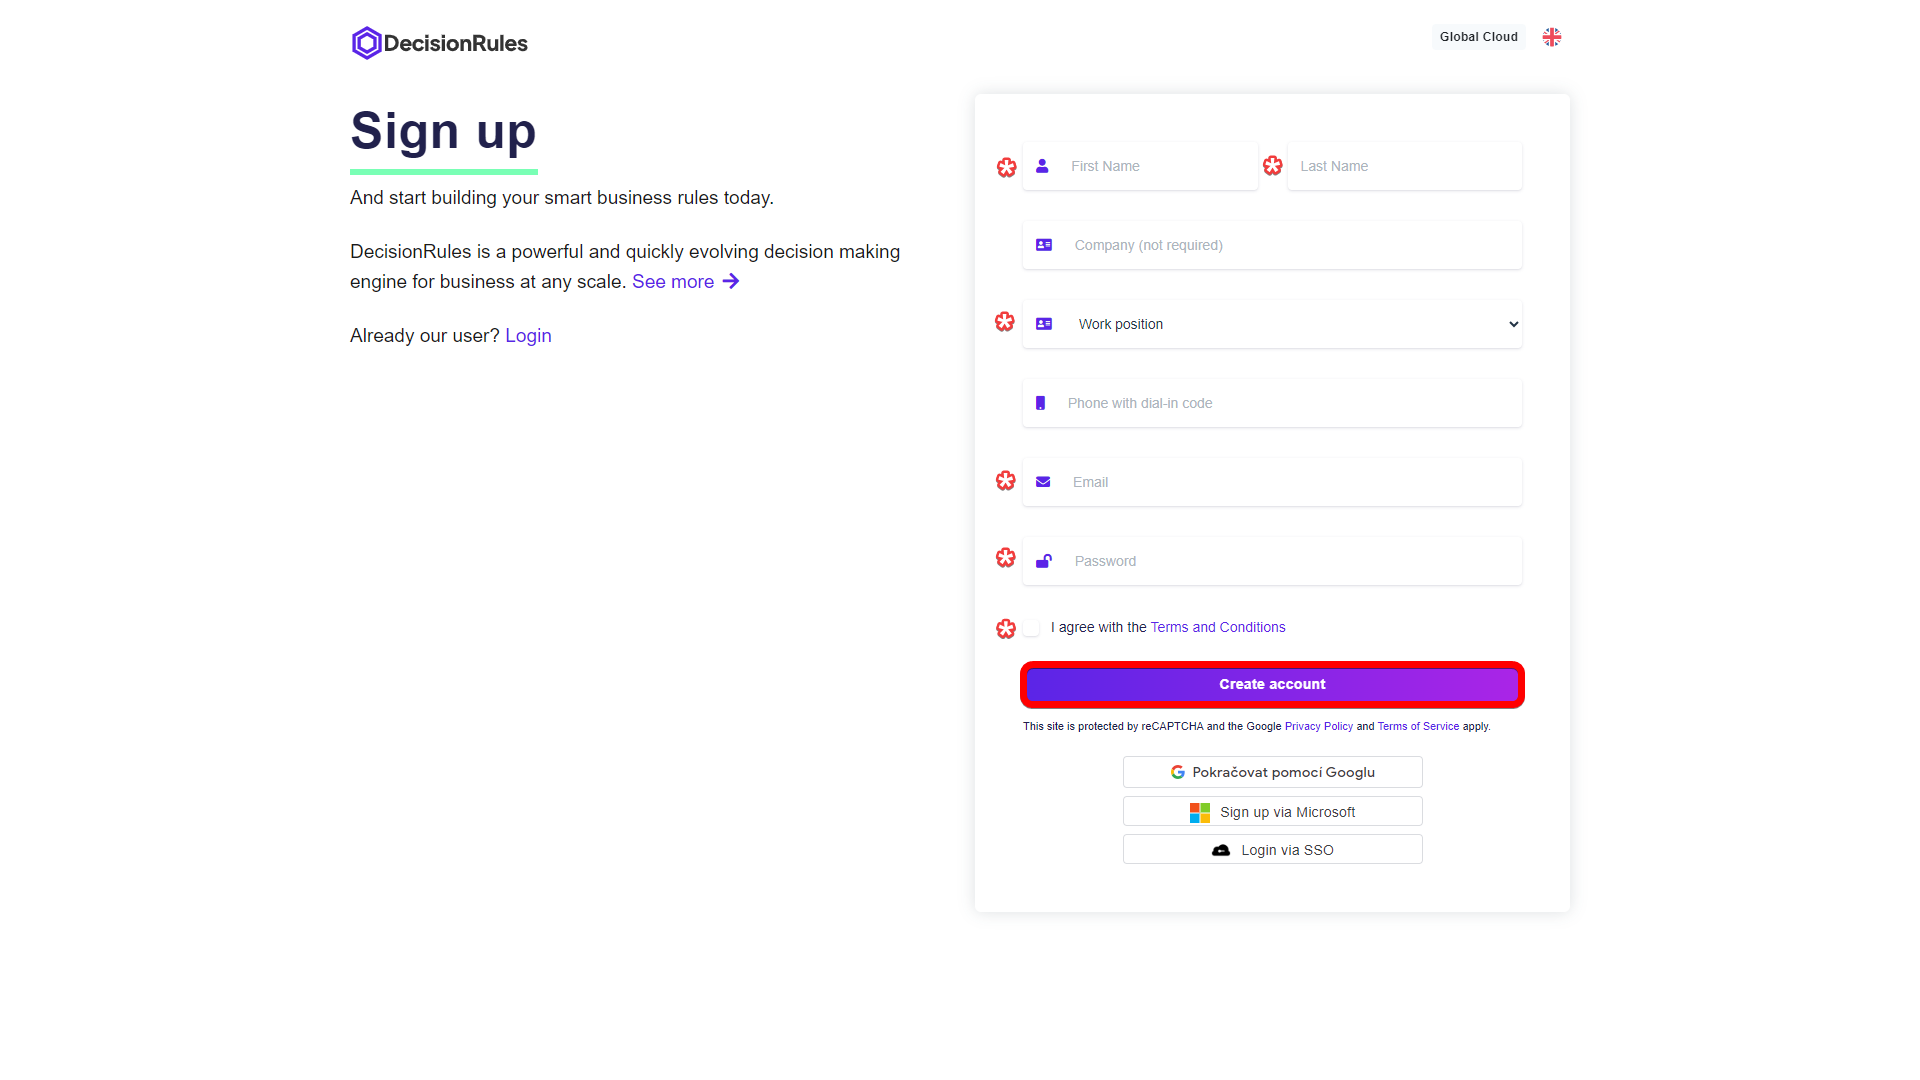 DecisionRules
Global Cloud
Sign up
And start building your smart business rules today.
DecisionRules is a powerful and quickly evolving decision making
engine for business at any scale. See more
Already our user? Login
First Name
Last Name
Company (not required)
Work position
Phone with dial-in code
Email
Password
I agree with the Terms and Conditions
Create account
This site is protected by reCAPTCHA and the Google Privacy Policy and Terms of Service apply.
Pokračovat pomocí Googlu
Sign up via Microsoft
Login via SSO